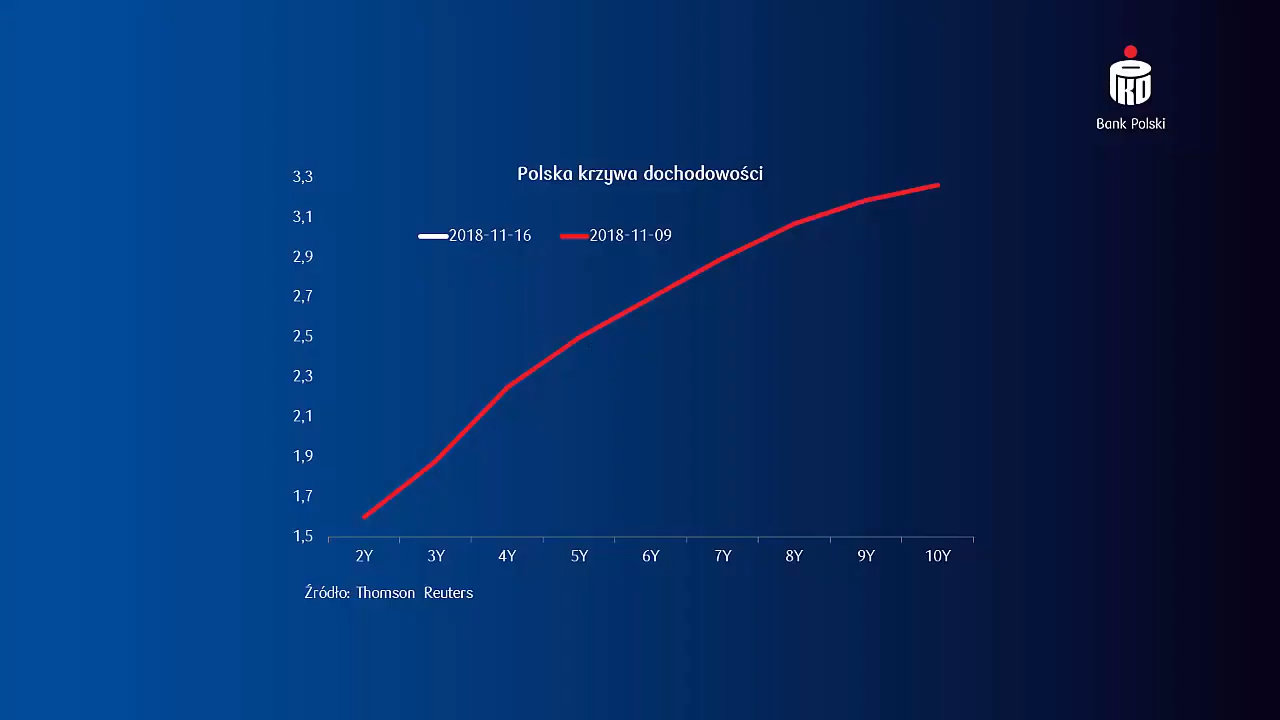 PKO
Bank Polski
Polska krzywa dochodowości
2018-11-16 2018-11-09
3,3
3,1
2,9
2,7
2,5
2,3
2,1
1,9
1,7
1,5
2Y 3Y 4Y 5Y 6Y 7Y 8Y 9Y 10Y
Źródło: Thomson Reuters